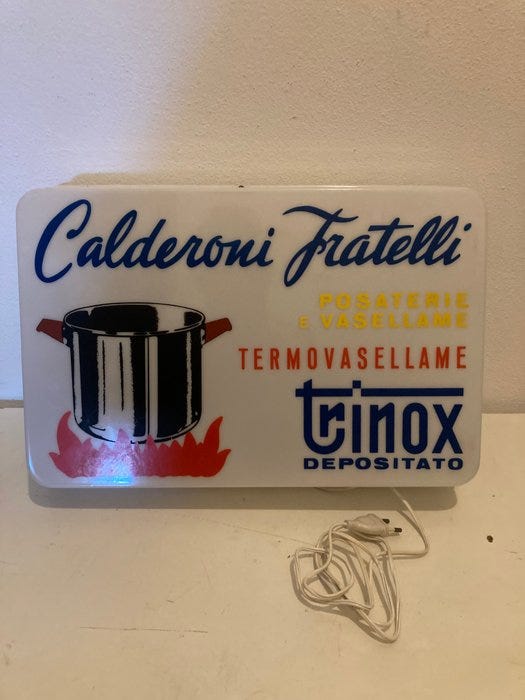 Calderoni Fratelli
POSATERIE
E VASELLAME
TERMOVASELLAME
trinox
DEPOSITATO